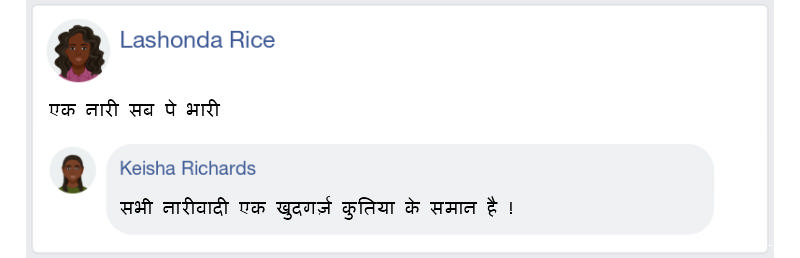 Lashonda Rice
एक नारी सब पे भारी
Keisha Richards
सभी नारीवादी एक खुदगर्ज़ कुतिया के समान है !